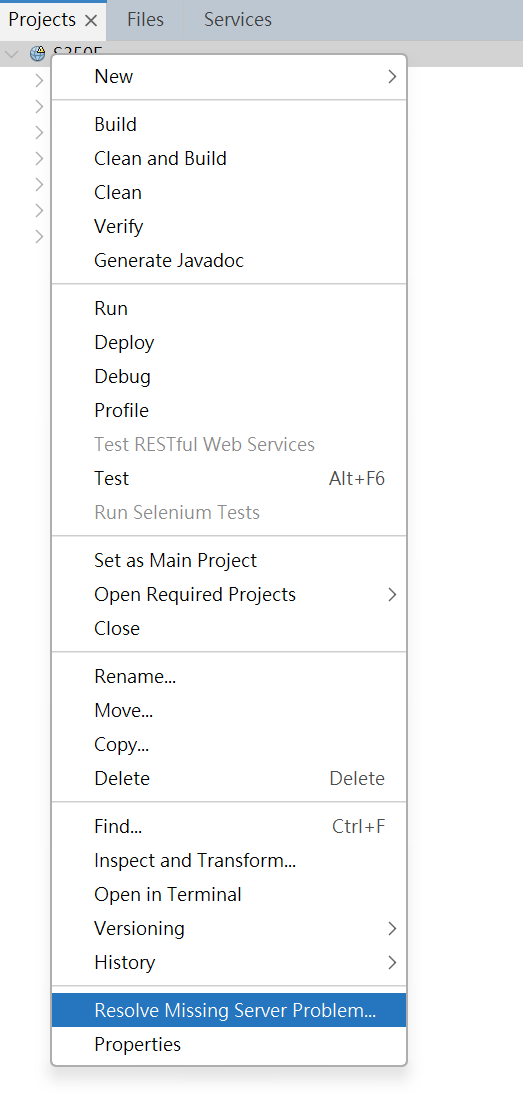 Projects Files Services
New
Build
Clean and Build
Clean
Verify
Generate Javadoc
Run
Deploy
Debug
Profile
Test RESTful Web Services
Test Alt+F6
Run Selenium Tests
Set as Main Project
Open Required Projects
Close
Rename...
Move...
Copy...
Delete Delete
Find... Ctrl+F
Inspect and Transform...
Open in Terminal
Versioning
History
Resolve Missing Server Problem...
Properties